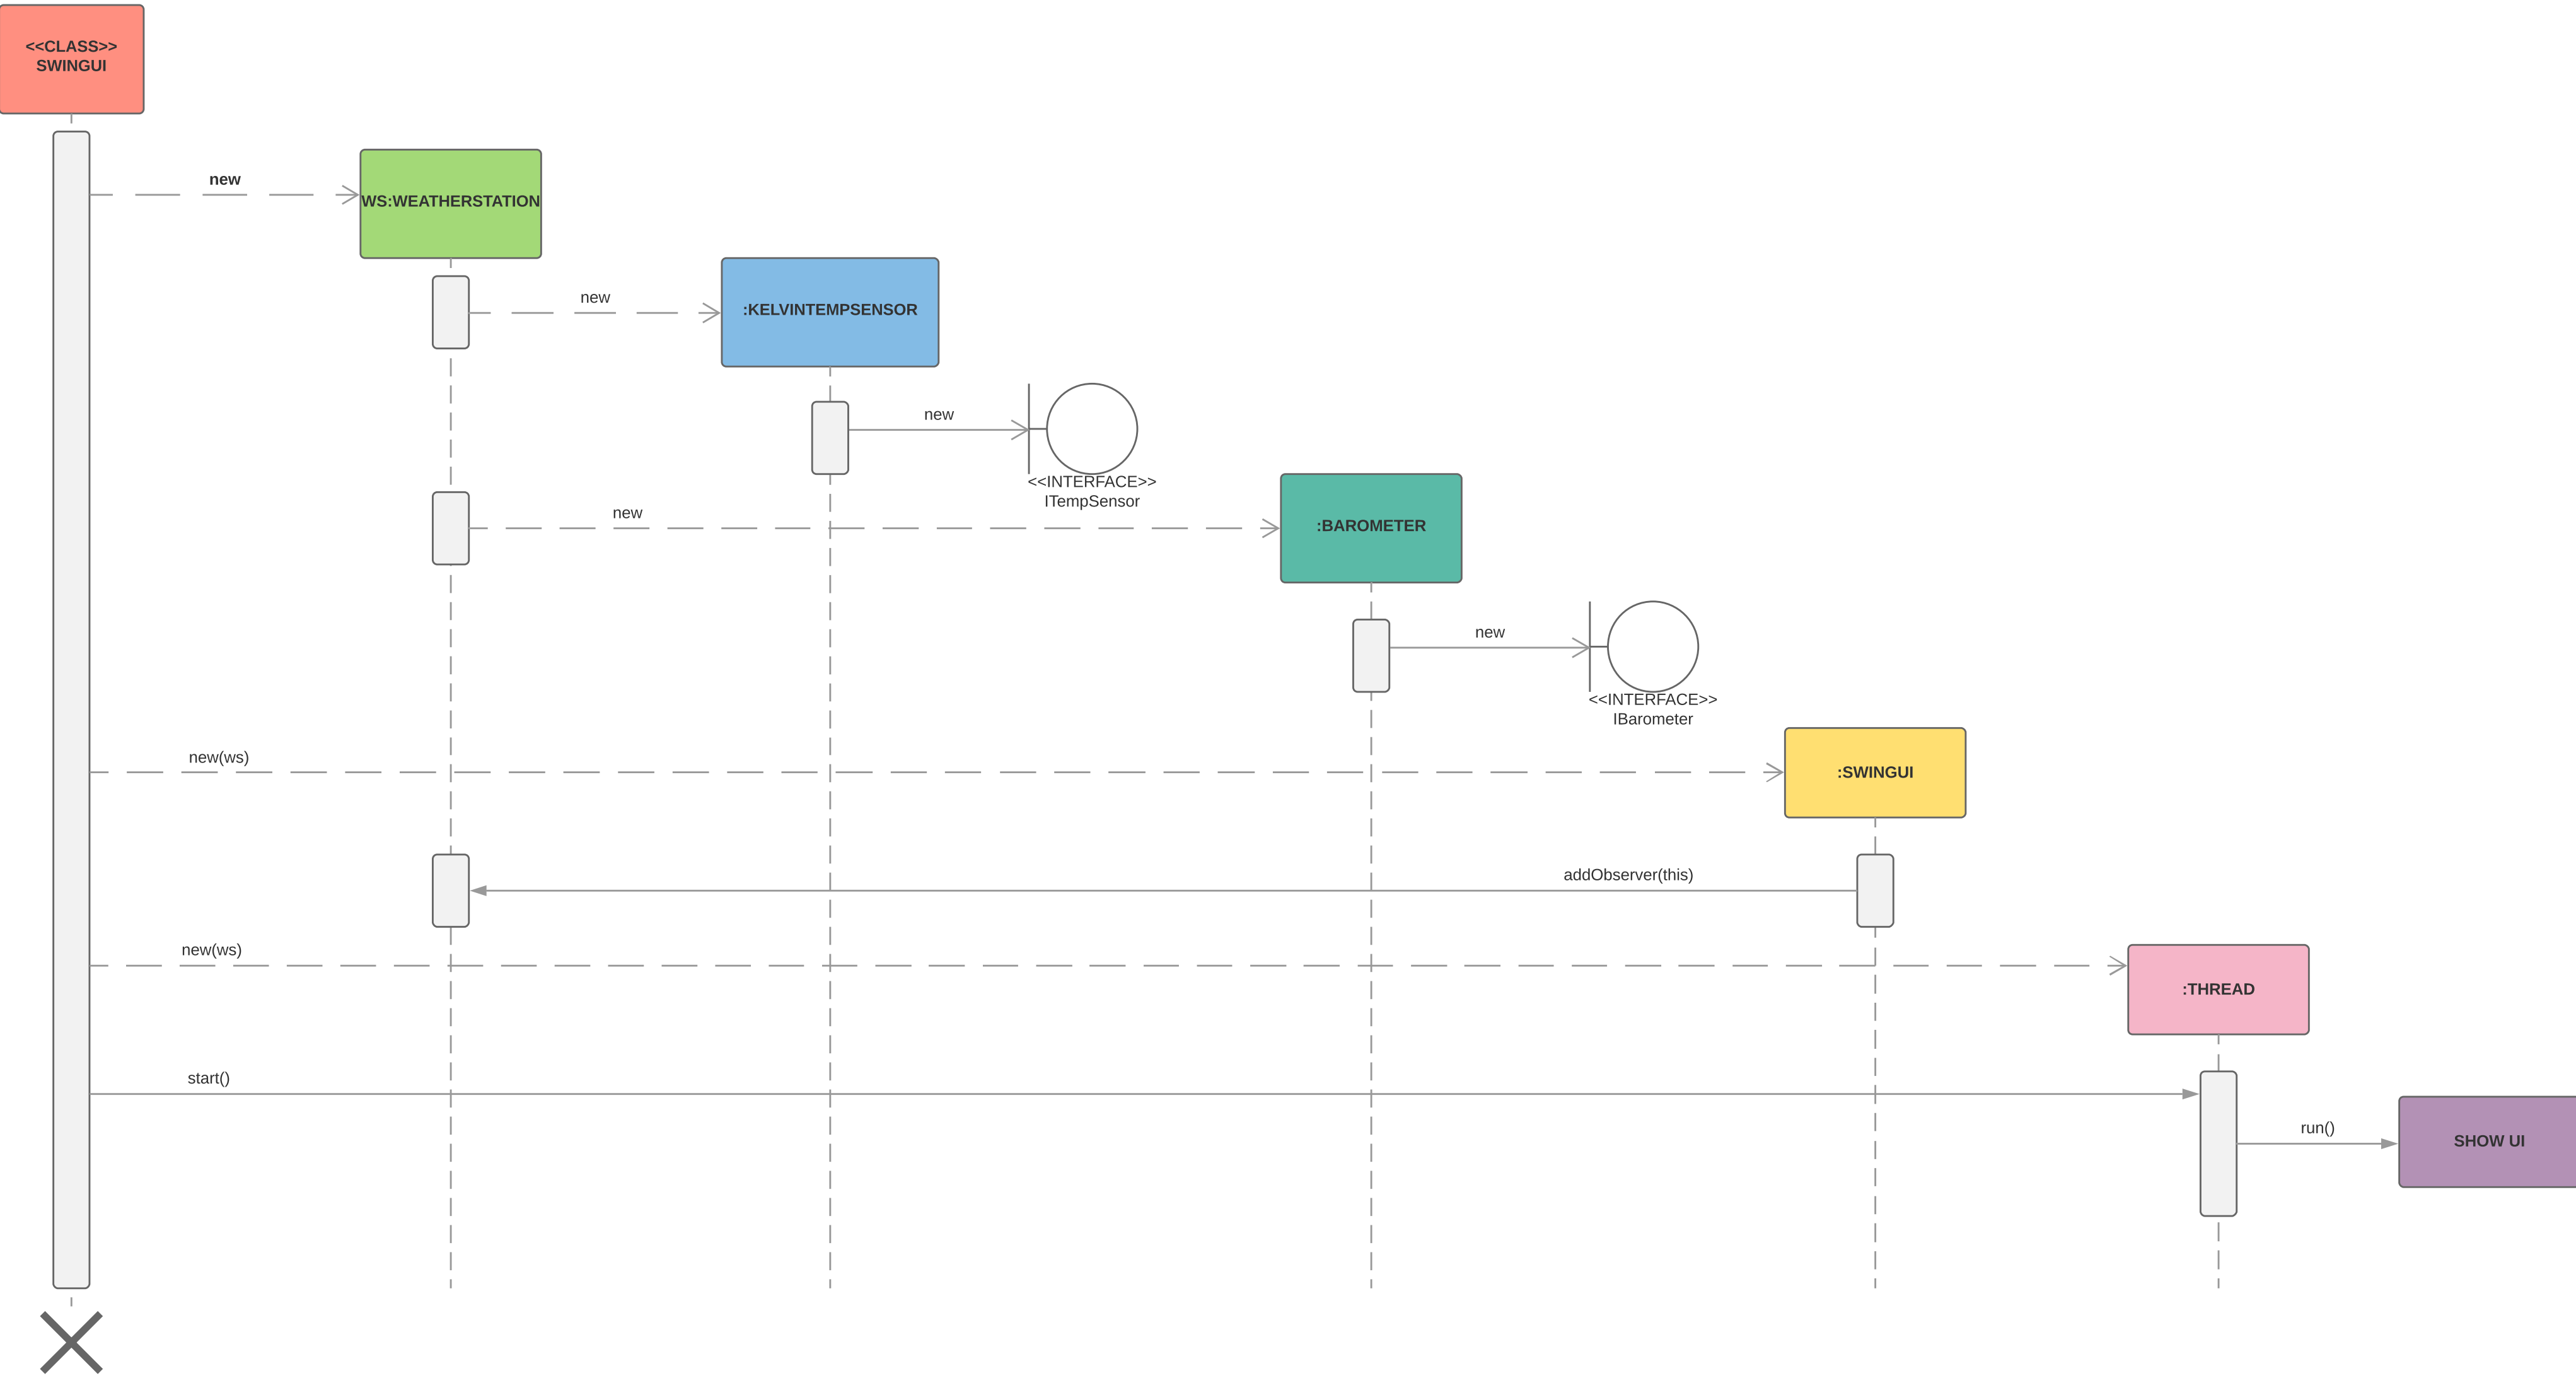 <<CLASS>>
SWINGUI
new
WS:WEATHERSTATION
new
:KELVINTEMPSENSOR
new
<<INTERFACE>>
ITempSensor
new
:BAROMETER
new
<<INTERFACE>>
IBarometer
new(ws)
:SWINGUI
addObserver(this)
new(ws)
:THREAD
start()
run()
SHOW UI